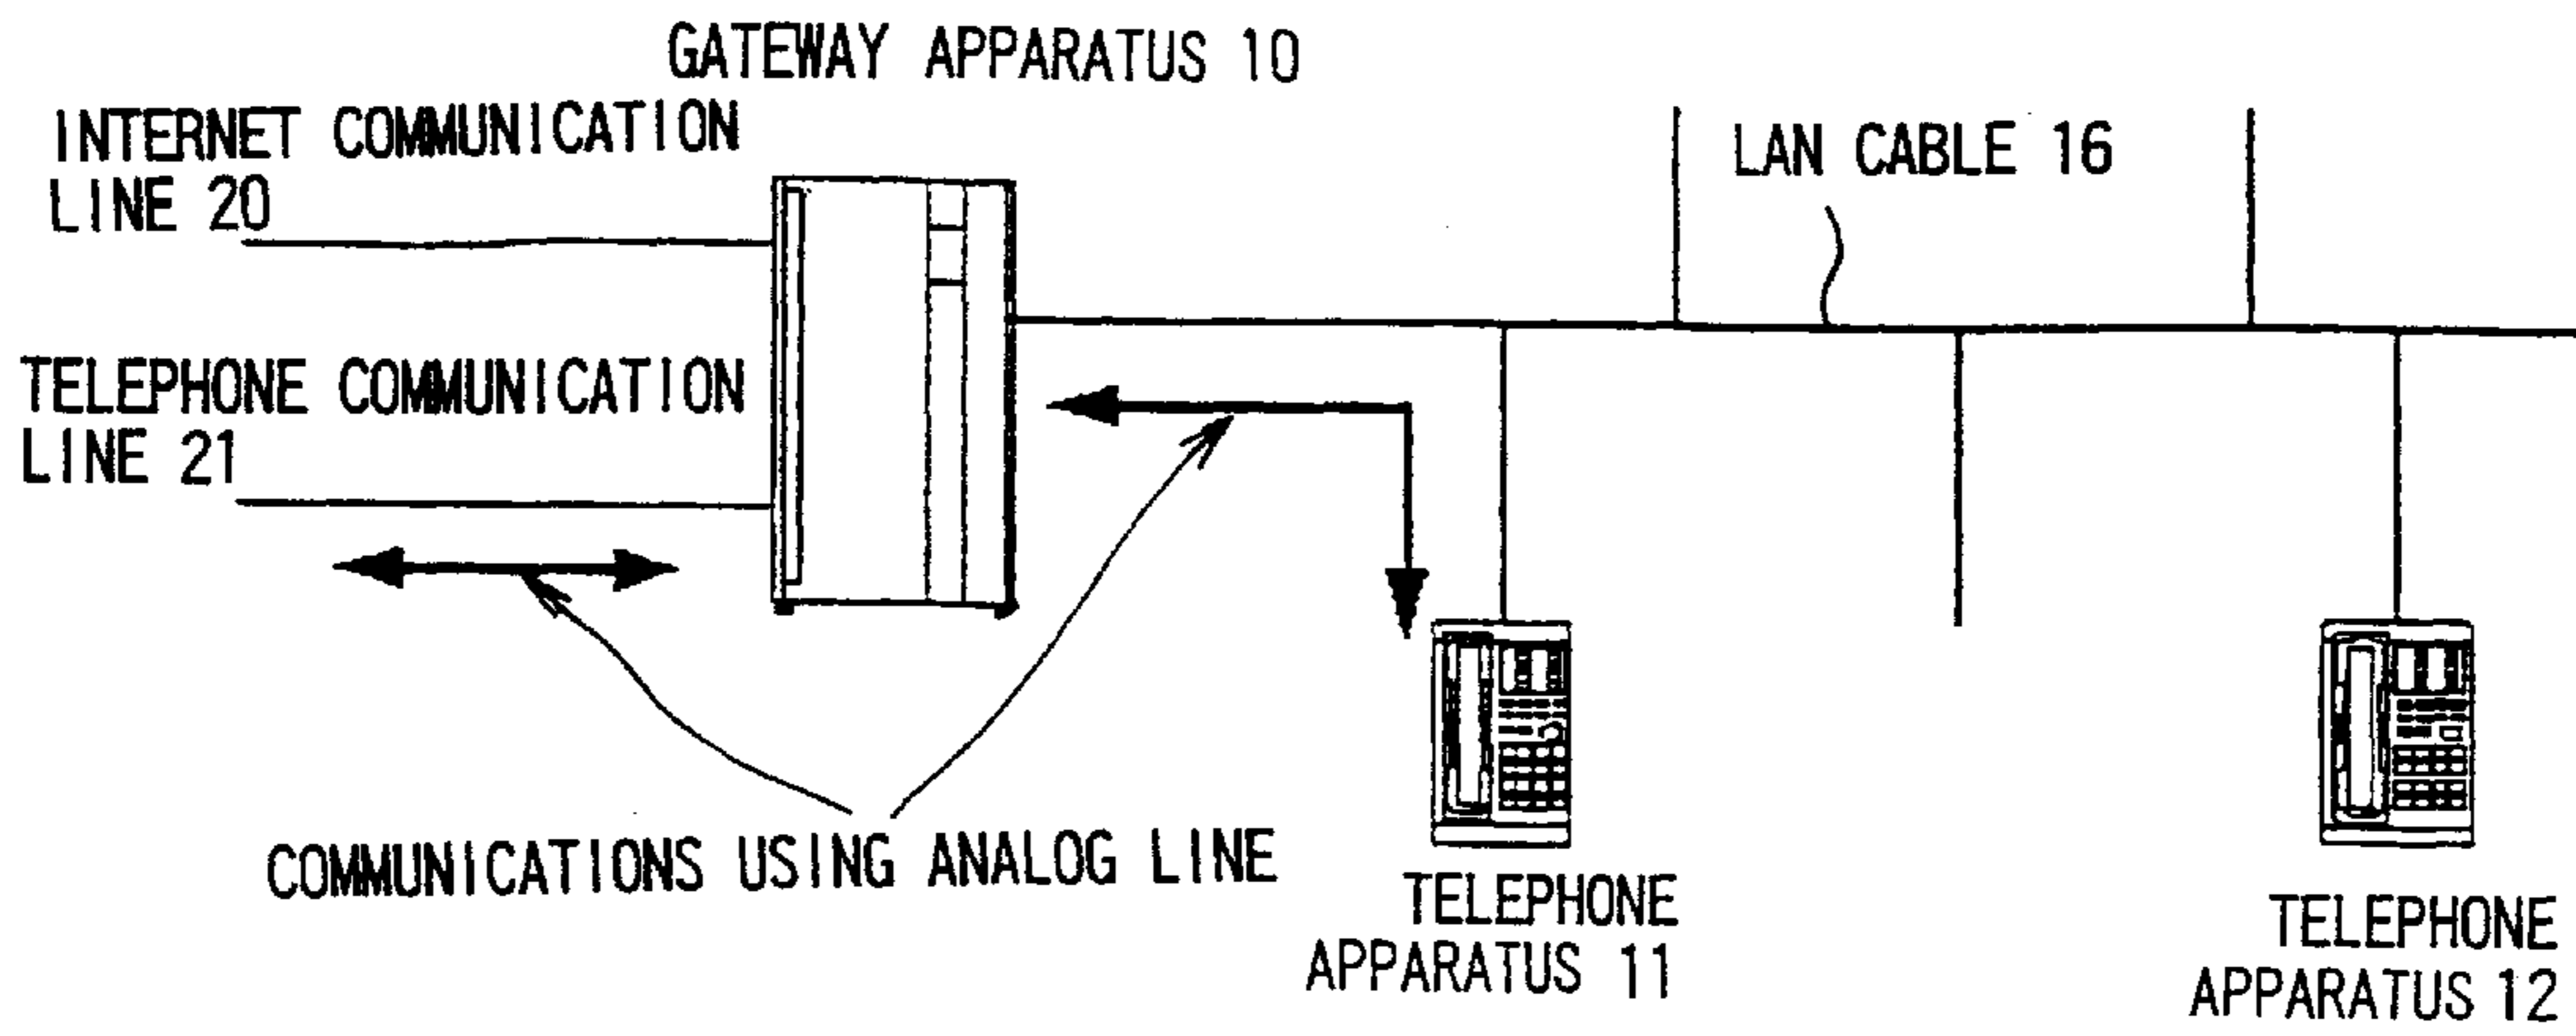 GATEWAY APPARATUS 10
INTERNET COMMUNICATION
LINE 20
LAN CABLE 16
TELEPHONE COMMUNICATION
LINE 21
COMMUNICATIONS USING ANALOG LINE
TELEPHONE
APPARATUS 11
TELEPHONE
APPARATUS 12